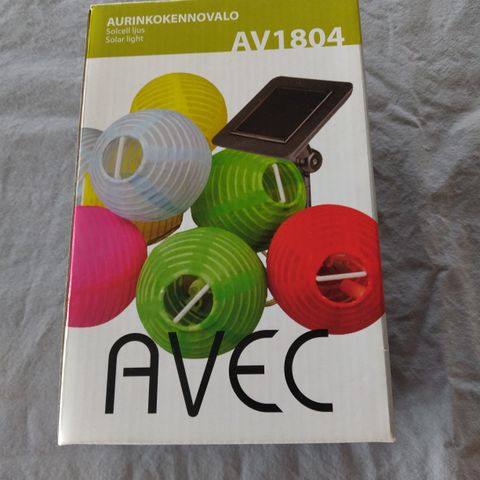 AURINKOKENNOVALO
Solcell ljus
Solar light
AV1804
AVEC